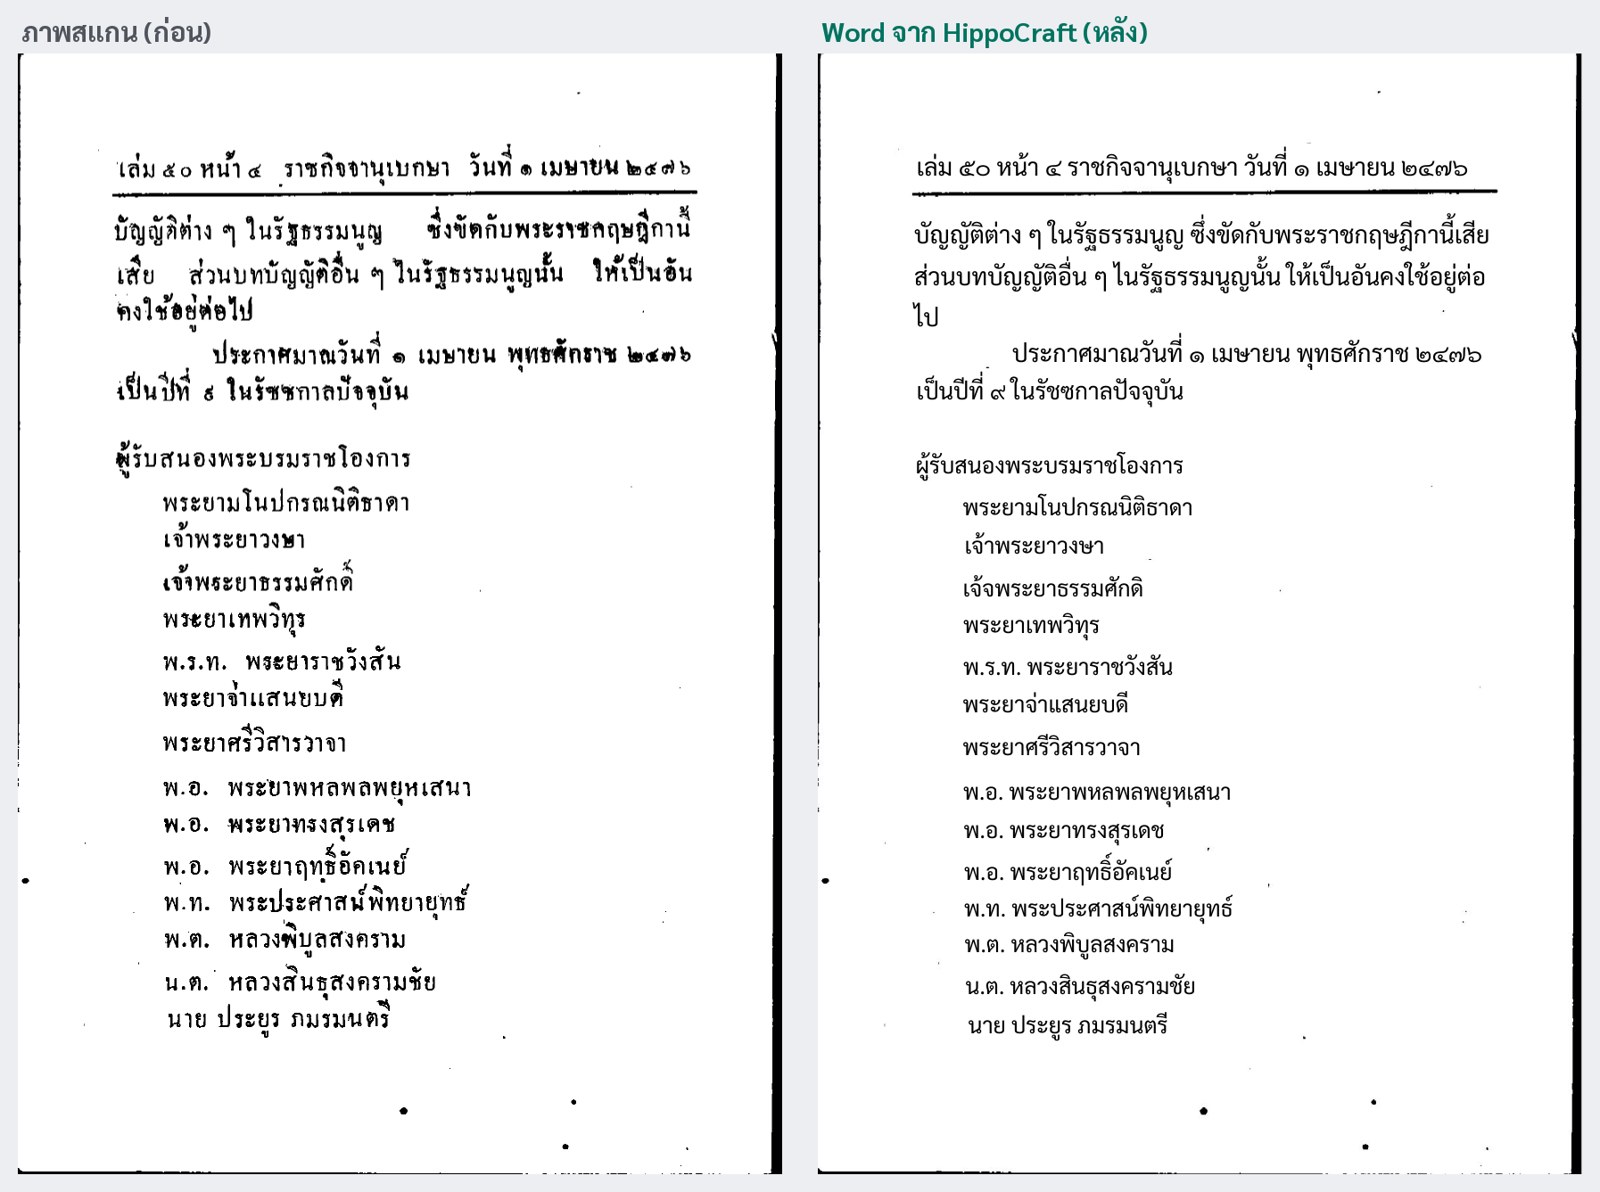 ภาพสแกน (ก่อน)
เล่ม ๕๐ หน้า ๔ ราชกิจจานุเบกษา วันที่ ๑ เมษายน ๒๔๗๖
บัญญัติต่าง ๆ ในรัฐธรรมนูญ ซึ่งขัดกับพระราชกฤษฎีกานี้
เสีย ส่วนบทบัญญัติอื่น ๆ ในรัฐธรรมนูญนั้น ให้เป็นอัน
คงใช้อยู่ต่อไป
ประกาศมาณวันที่ ๑ เมษายน พุทธศักราช ๒๔๗๖
เป็นปีที่ ๙ ในรัชชกาลปัจจุบัน
ผู้รับสนองพระบรมราชโองการ
พระยามโนปกรณนิติธาดา
เจ้าพระยาวงษา
เจ้าพระยาธรรมศักดิ์
พระยาเทพวิทุร
พ.ร.ท. พระยาราชวังสัน
พระยาจ่าแสนยบดี
พระยาศรีวิสารวาจา
พ.อ. พระยาพหลพลพยุหเสนา
พ.อ. พระยาทรงสุรเดช
พ.อ. พระยาฤทธิ์อัคเนย์
พ.ท. พระประศาสน์พิทยายุทธ์
พ.ต. หลวงพิบูลสงคราม
น.ต. หลวงสินธุสงครามชัย
นาย ประยูร ภมรมนตรี
Word จาก HippoCraft (หลัง)
เล่ม ๕๐ หน้า ๔ ราชกิจจานุเบกษา วันที่ ๑ เมษายน ๒๔๗๖
บัญญัติต่าง ๆ ในรัฐธรรมนูญ ซึ่งขัดกับพระราชกฤษฎีกานี้เสีย
ส่วนบทบัญญัติอื่น ๆ ไนรัฐธรรมนูญนั้น ให้เป็นอันคงใช้อยู่ต่อ
ไป
ประกาศมาณวันที่ ๑ เมษายน พุทธศักราช ๒๔๗๖
เป็นปีที่ ๙ ในรัชซกาลปัจจุบัน
ผู้รับสนองพระบรมราชโองการ
พระยามโนปกรณนิติธาดา
เจ้าพระยาวงษา
เจ้จพระยาธรรมศักดิ
พระยาเทพวิทุร
พ.ร.ท. พระยาราชวังสัน
พระยาจ่าแสนยบดี
พระยาศรีวิสารวาจา
พ.อ. พระยาพหลพลพยุหเสนา
พ.อ. พระยาทรงสุรเดช
พ.อ. พระยาฤทธิ์อัคเนย์
พ.ท. พระประศาสน์พิทยายุทธ์
พ.ต. หลวงพิบูลสงคราม
น.ต. หลวงสินธุสงครามชัย
นาย ประยูร ภมรมนตรี